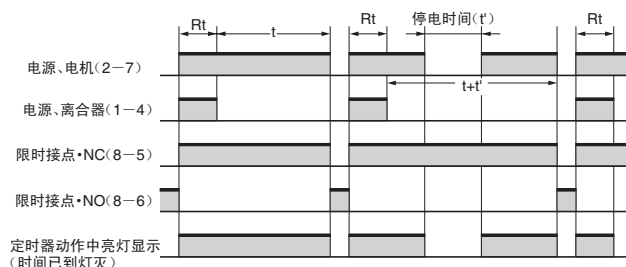 Rt
t
Rt
停电时间(t')
Rt
电源、电机(2－7)
t+t'
电源、离合器(1－4)
限时接点•NC(8－5)
限时接点•NO(8－6)
定时器动作中亮灯显示
(时间已到灯灭)